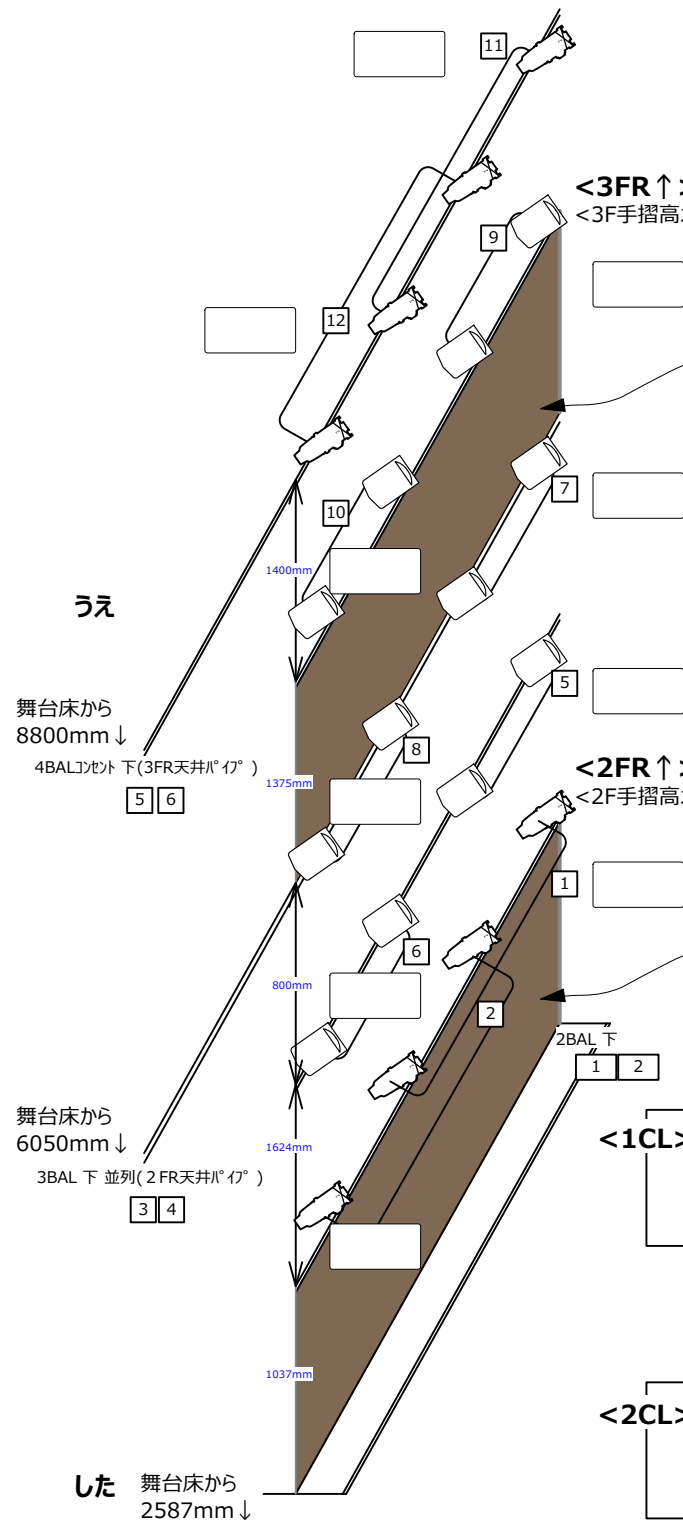 11
<3FR↑>
<3F手摺高
9
12
7
10
1400mm
うえ
5
舞台床から
8800mm↓
4BALｺﾝｾﾝﾄ 下(3FR天井ﾊﾟｲﾌﾟ)
5 6
8
1375mm
<2FR↑>
<2F手摺高
1
6
800mm
2
2BAL 下
1 2
舞台床から
6050mm↓
3BAL 下 並列(２FR天井ﾊﾟｲﾌﾟ)
3 4
<1CL>
1624mm
1037mm
<2CL>
した
舞台床から
2587mm↓